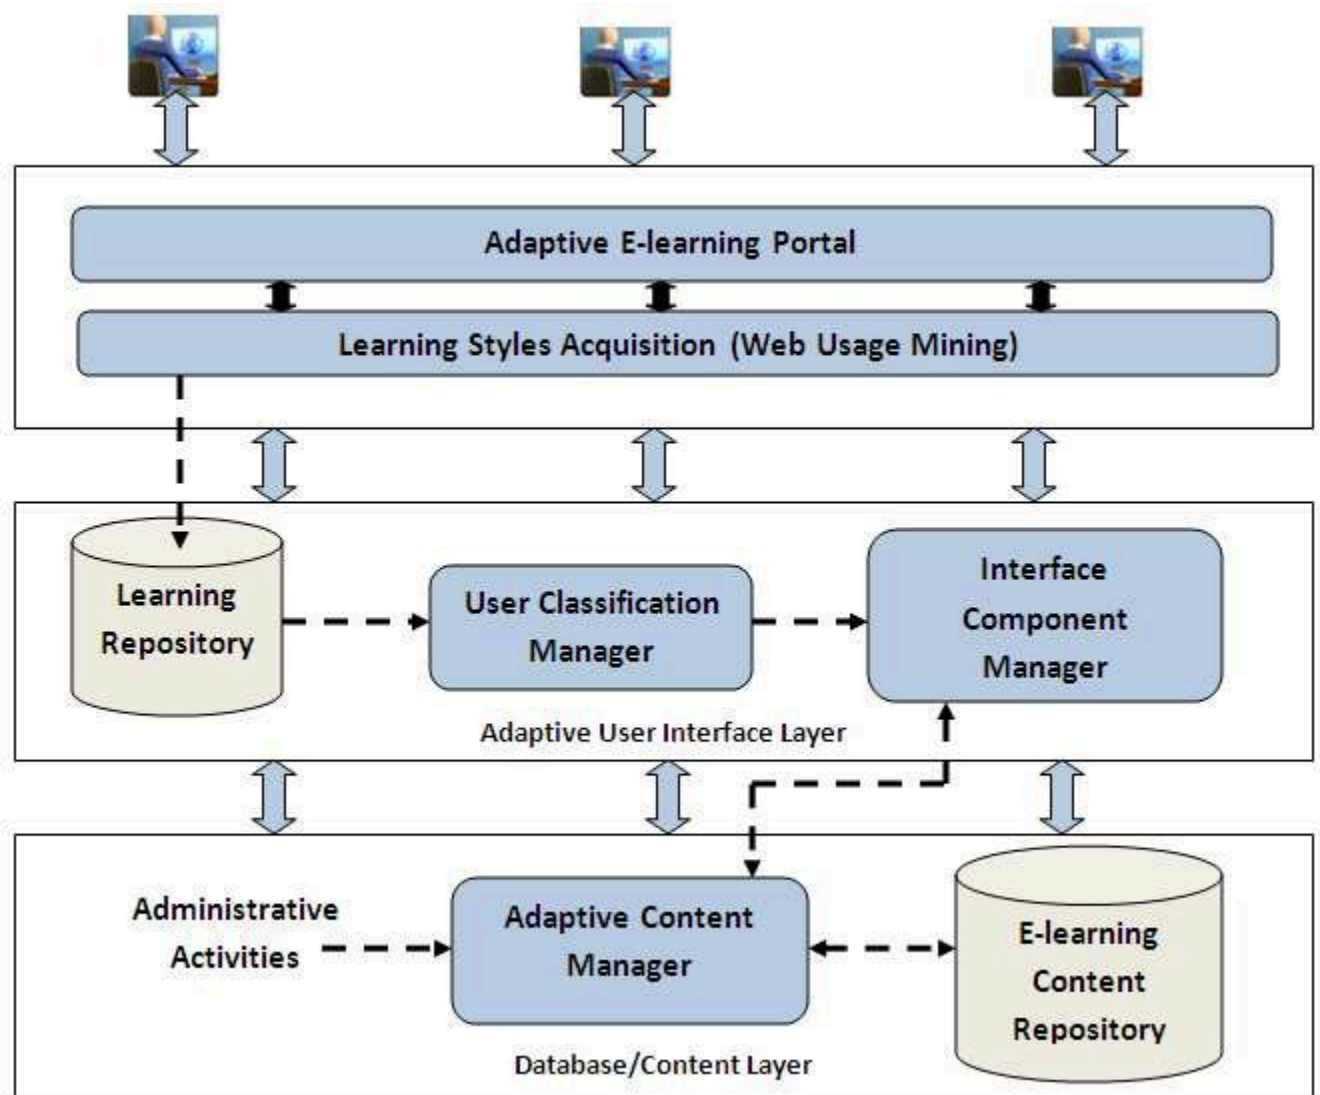 Adaptive E-learning Portal
Learning Styles Acquisition (Web Usage Mining)
Learning
Repository
User Classification
Manager
Interface
Component
Manager
Adaptive User Interface Layer
Administrative
Activities
Adaptive Content
Manager
E-learning
Content
Repository
Database/Content Layer